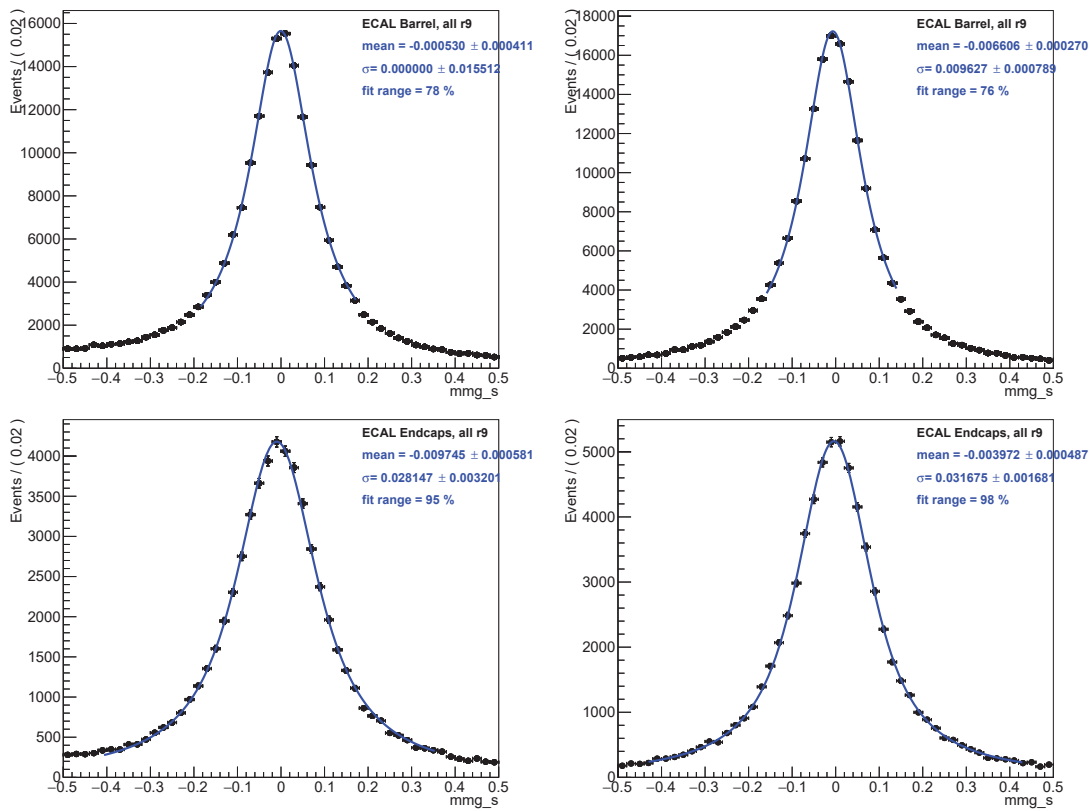 ECAL Barrel, all r9
mean = -0.000530 ± 0.000411
σ= 0.000000 ± 0.015512
fit range = 78 %
Events / ( 0.02 )
16000
14000
12000
10000
8000
6000
4000
2000
0
−0.5 −0.4 −0.3 −0.2 −0.1 0 0.1 0.2 0.3 0.4 0.5
mmg_s
ECAL Barrel, all r9
mean = -0.006606 ± 0.000270
σ= 0.009627 ± 0.000789
fit range = 76 %
Events / ( 0.02 )
18000
16000
14000
12000
10000
8000
6000
4000
2000
0
−0.5 −0.4 −0.3 −0.2 −0.1 0 0.1 0.2 0.3 0.4 0.5
mmg_s
ECAL Endcaps, all r9
mean = -0.009745 ± 0.000581
σ= 0.028147 ± 0.003201
fit range = 95 %
Events / ( 0.02 )
4000
3500
3000
2500
2000
1500
1000
500
0
−0.5 −0.4 −0.3 −0.2 −0.1 0 0.1 0.2 0.3 0.4 0.5
mmg_s
ECAL Endcaps, all r9
mean = -0.003972 ± 0.000487
σ= 0.031675 ± 0.001681
fit range = 98 %
Events / ( 0.02 )
5000
4000
3000
2000
1000
0
−0.5 −0.4 −0.3 −0.2 −0.1 0 0.1 0.2 0.3 0.4 0.5
mmg_s